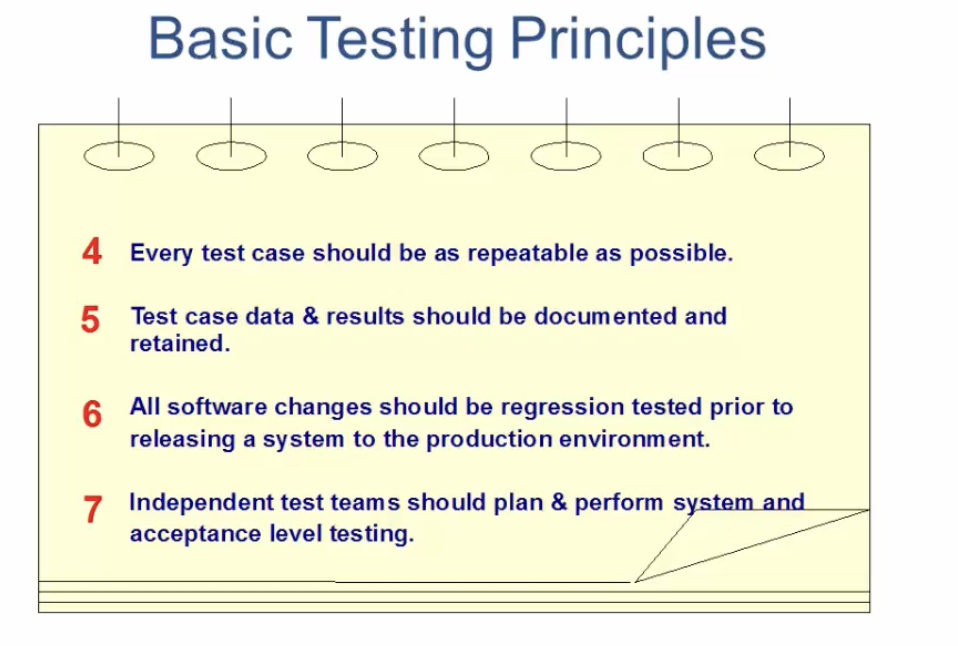 Basic Testing Principles
4 Every test case should be as repeatable as possible.
5 Test case data & results should be documented and
retained.
6 All software changes should be regression tested prior to
releasing a system to the production environment.
7 Independent test teams should plan & perform system and
acceptance level testing.